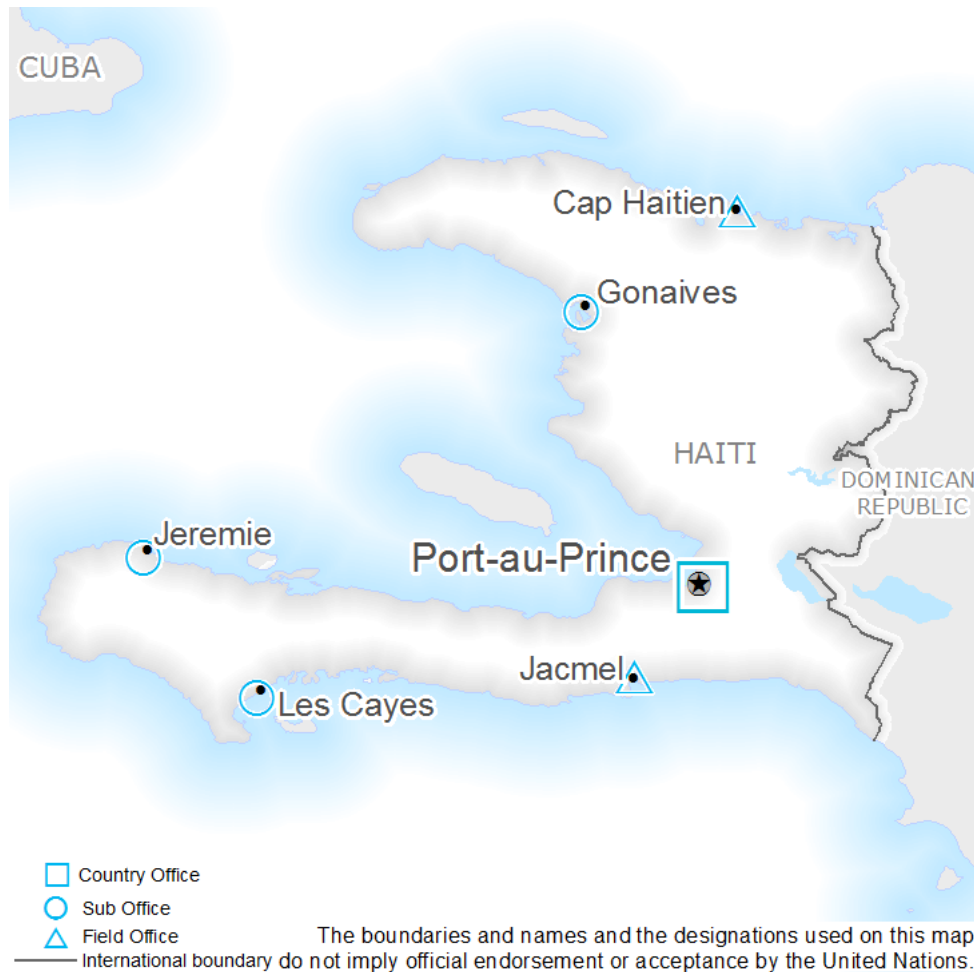 CUBA
Cap Haitien
Gonaives
HAITI
DOMINICAN
REPUBLIC
Jeremie
Port-au-Prince
Jacmel
Les Cayes
Country Office
Sub Office
Field Office
International boundary
The boundaries and names and the designations used on this map
do not imply official endorsement or acceptance by the United Nations.